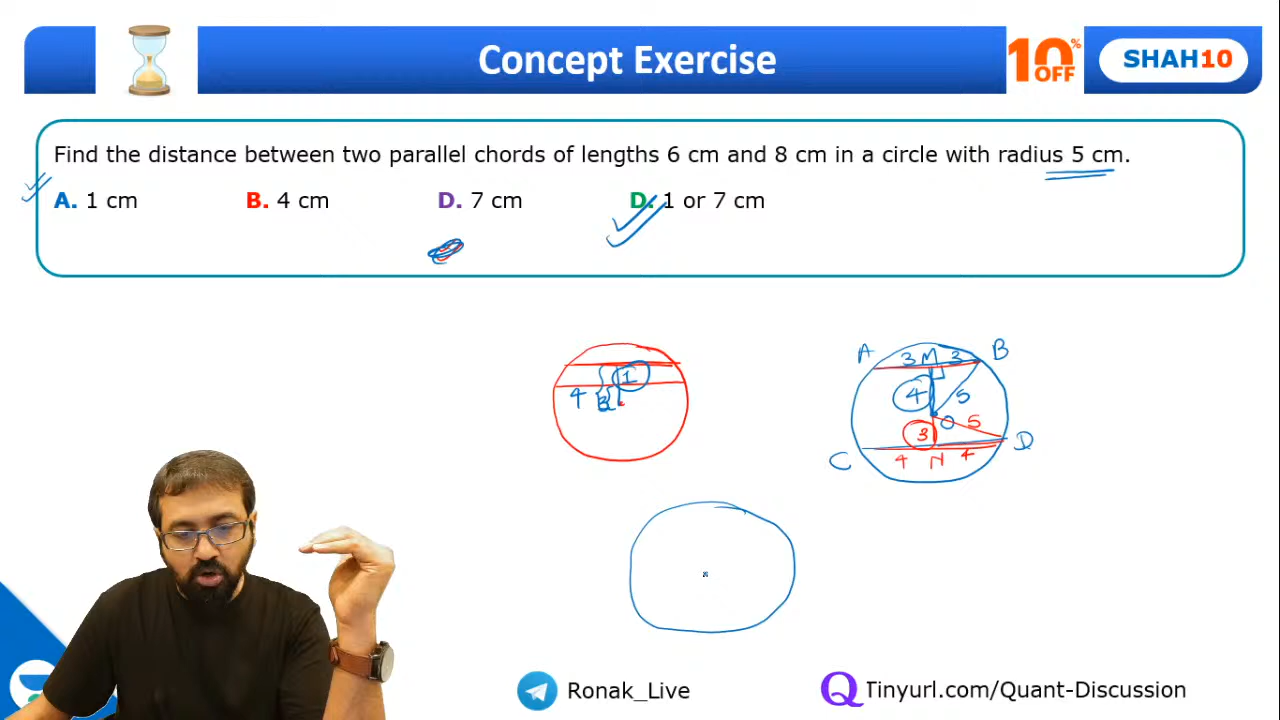 Concept Exercise
10% OFF
SHAH10
Find the distance between two parallel chords of lengths 6 cm and 8 cm in a circle with radius 5 cm.
A. 1 cm B. 4 cm D. 7 cm D. 1 or 7 cm
A 3 M 3 B
4 3 1
4 5
3 O 5
C 4 N 4 D
Ronak_Live
Tinyurl.com/Quant-Discussion